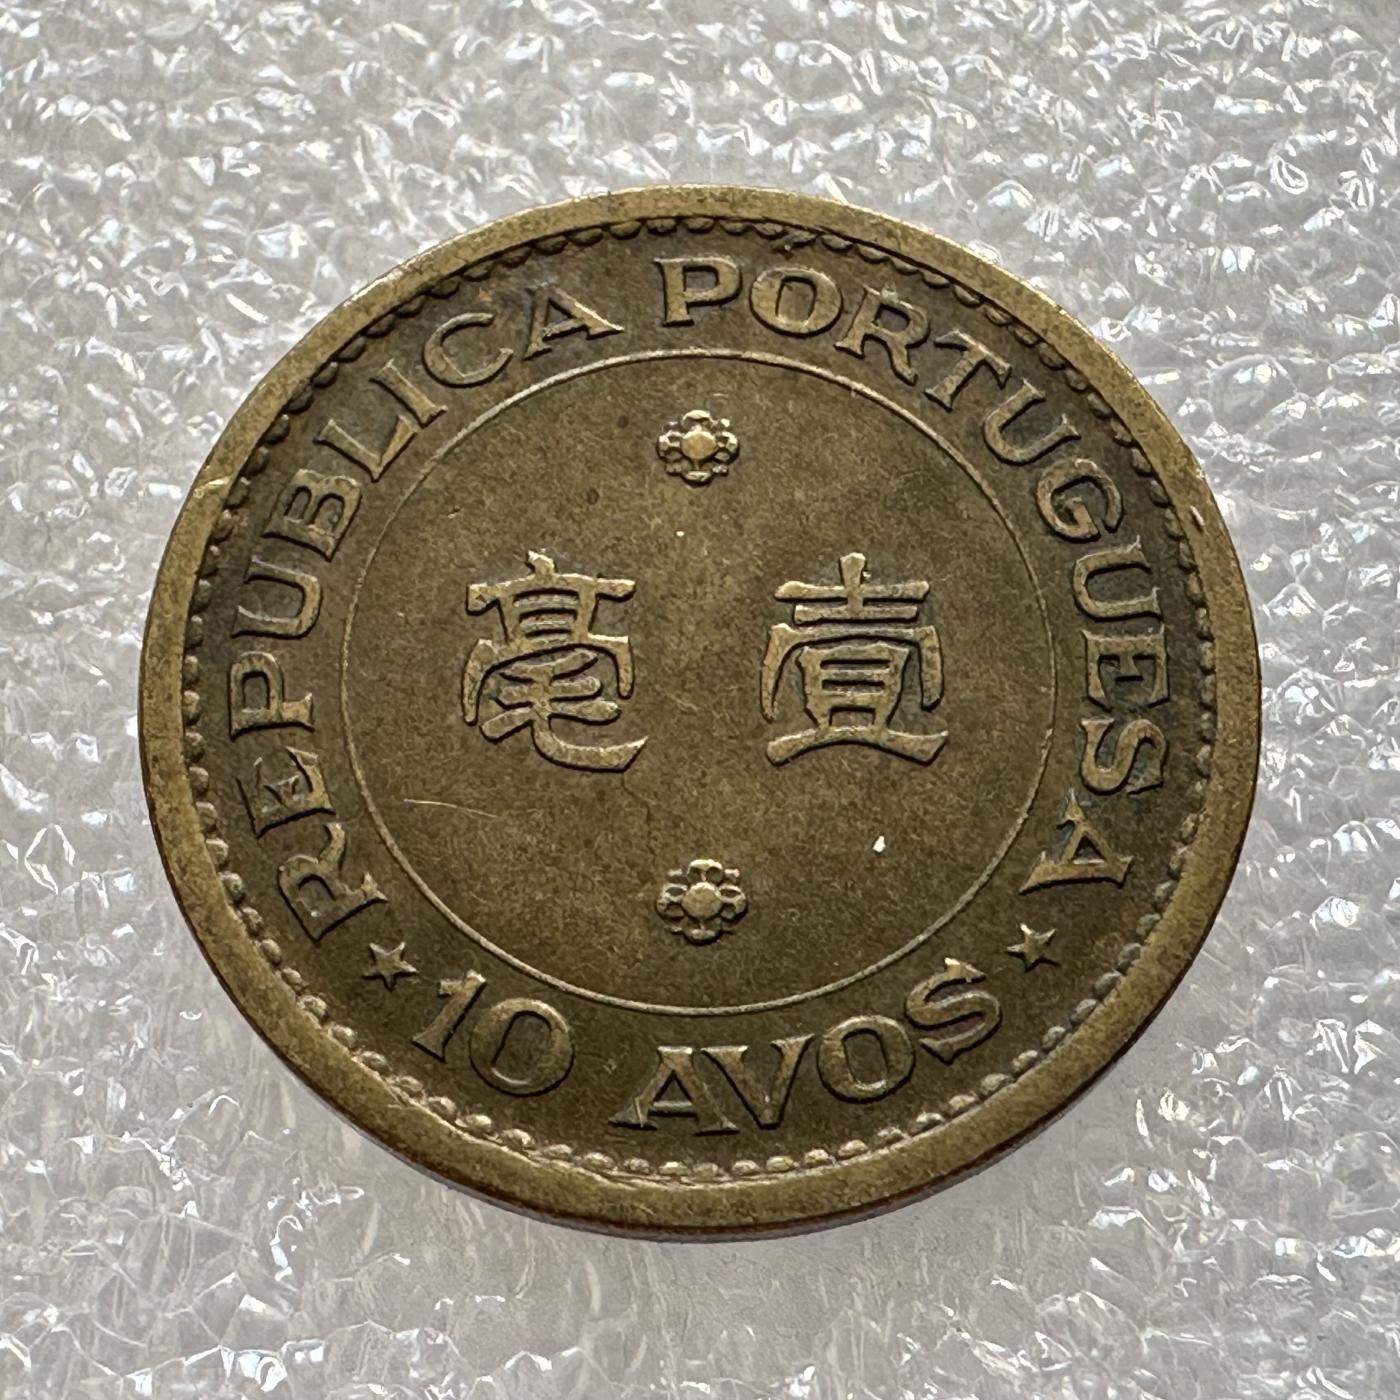 REPUBLICA PORTUGUESA
毫 壹
★ 10 AVOS ★